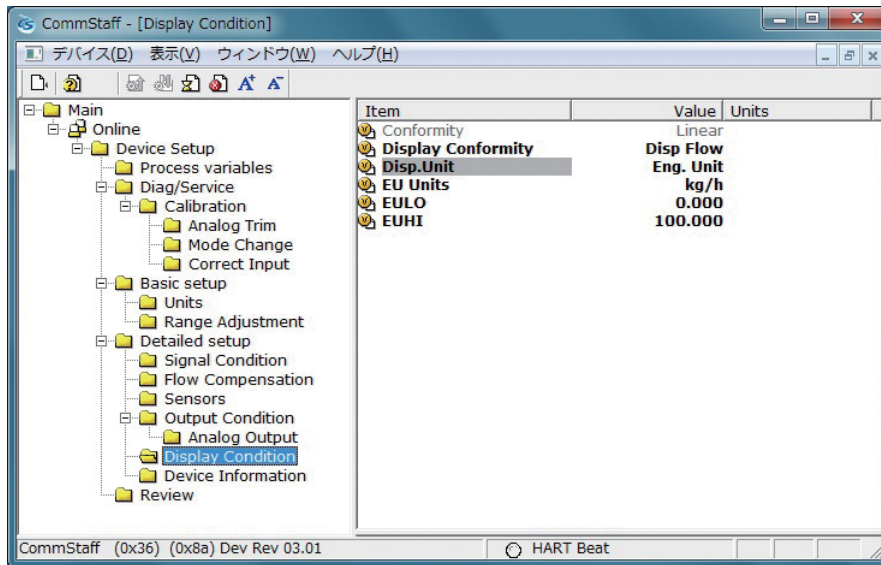 CommStaff - [Display Condition]
デバイス(D) 表示(V) ウィンドウ(W) ヘルプ(H)
Main
Online
Device Setup
Process variables
Diag/Service
Calibration
Analog Trim
Mode Change
Correct Input
Basic setup
Units
Range Adjustment
Detailed setup
Signal Condition
Flow Compensation
Sensors
Output Condition
Analog Output
Display Condition
Device Information
Review
Item Value Units
Conformity Linear
Display Conformity Disp Flow
Disp.Unit Eng. Unit
EU Units kg/h
EULO 0.000
EUHI 100.000
CommStaff (0x36) (0x8a) Dev Rev 03.01 HART Beat